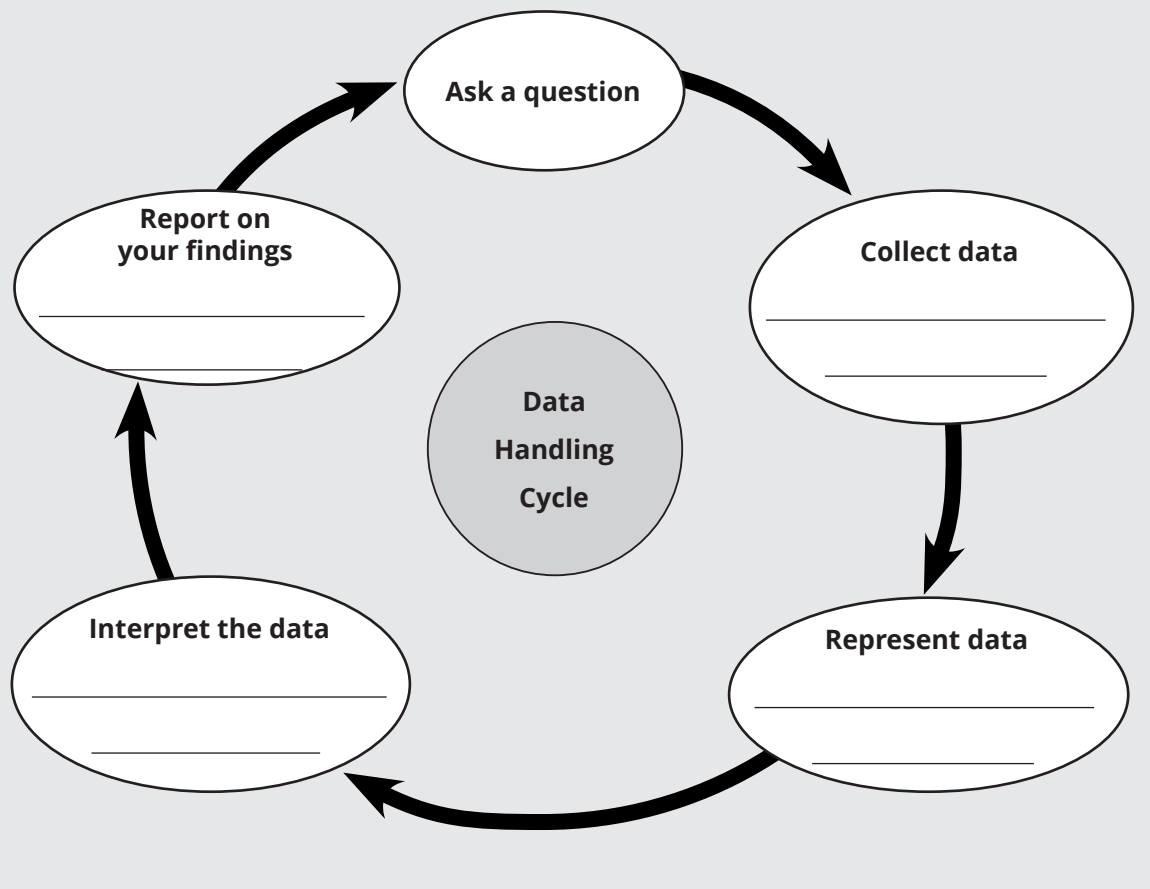 Ask a question
Collect data
Represent data
Interpret the data
Report on
your findings
Data
Handling
Cycle